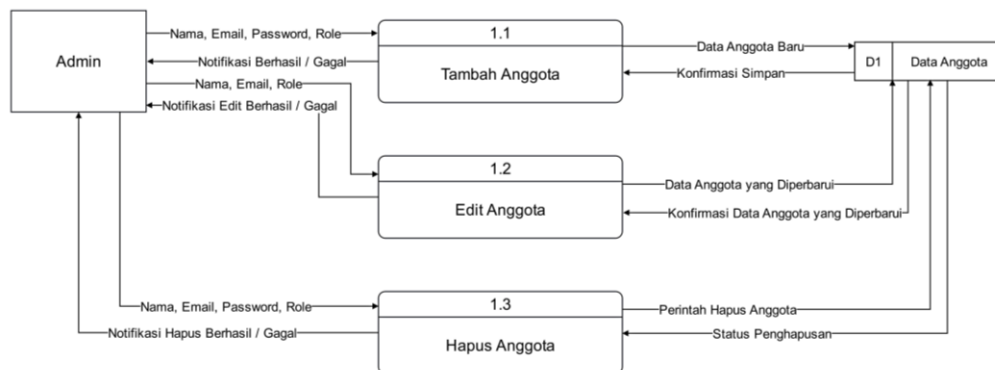 Admin
Nama, Email, Password, Role
Notifikasi Berhasil / Gagal
Nama, Email, Role
Notifikasi Edit Berhasil / Gagal
1.1
Tambah Anggota
Data Anggota Baru
Konfirmasi Simpan
D1
Data Anggota
1.2
Edit Anggota
Data Anggota yang Diperbarui
Konfirmasi Data Anggota yang Diperbarui
Nama, Email, Password, Role
Notifikasi Hapus Berhasil / Gagal
1.3
Hapus Anggota
Perintah Hapus Anggota
Status Penghapusan